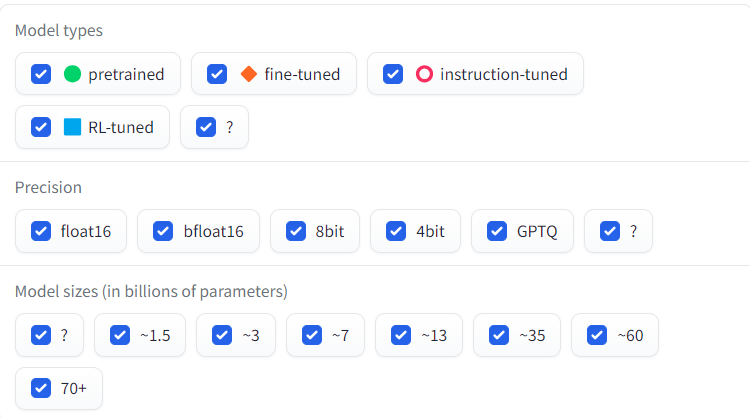 Model types
pretrained fine-tuned instruction-tuned
RL-tuned ?
Precision
float16 bfloat16 8bit 4bit GPTQ ?
Model sizes (in billions of parameters)
? ~1.5 ~3 ~7 ~13 ~35 ~60
70+